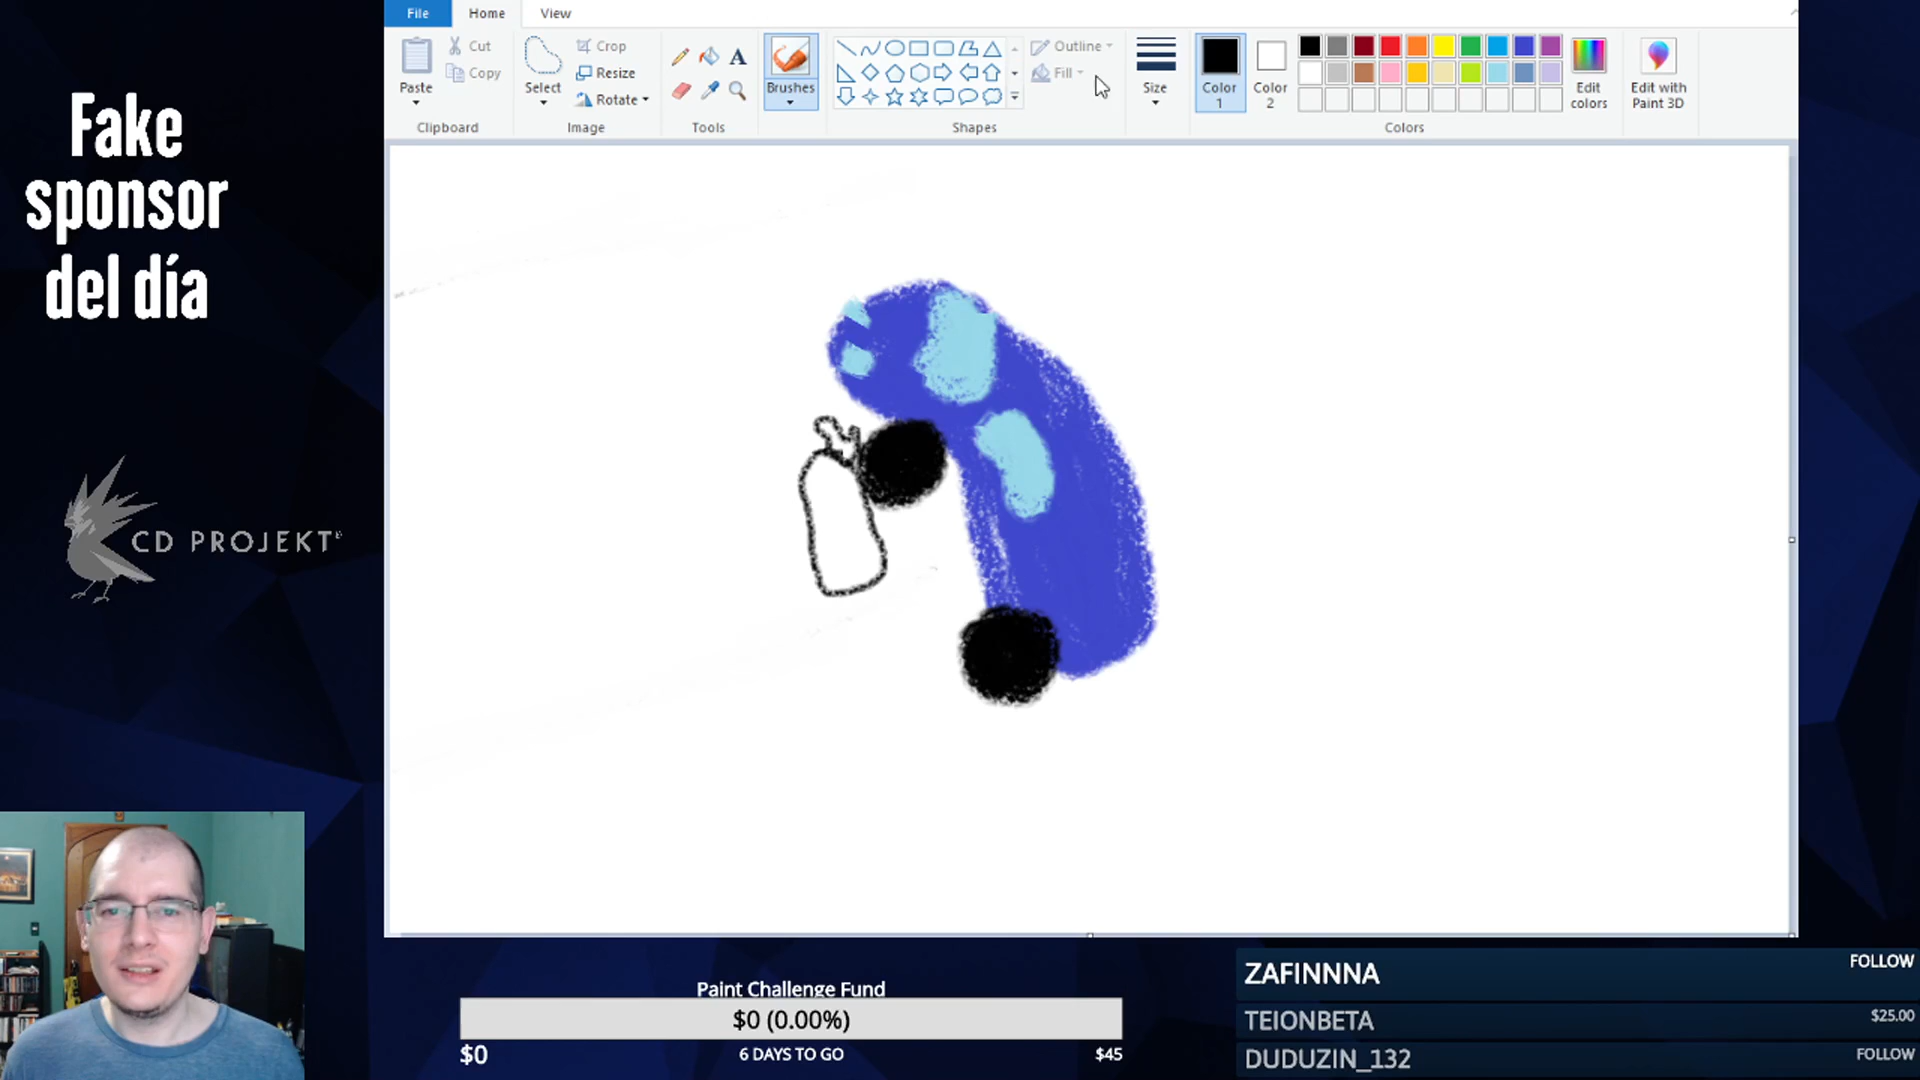 File Home View
Fake
sponsor
del día
CD PROJEKT
Paste
Cut
Copy
Clipboard
Select
Crop
Resize
Rotate
Image
A
Tools
Brushes
Shapes
Outline
Fill
Size
Color
1
Color
2
Colors
Edit
colors
Edit with
Paint 3D
Paint Challenge Fund
$0 (0.00%)
$0
6 DAYS TO GO
$45
ZAFINNNA FOLLOW
TEIONBETA $25.00
DUDUZIN_132 FOLLOW